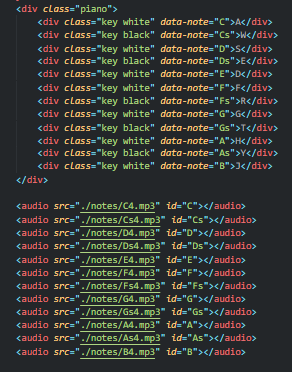 <div class="piano">
<div class="key white" data-note="C">A</div>
<div class="key black" data-note="Cs">W</div>
<div class="key white" data-note="D">S</div>
<div class="key black" data-note="Ds">E</div>
<div class="key white" data-note="E">D</div>
<div class="key white" data-note="F">F</div>
<div class="key black" data-note="Fs">R</div>
<div class="key white" data-note="G">G</div>
<div class="key black" data-note="Gs">T</div>
<div class="key white" data-note="A">H</div>
<div class="key black" data-note="As">Y</div>
<div class="key white" data-note="B">J</div>
</div>
<audio src="./notes/C4.mp3" id="C"></audio>
<audio src="./notes/Cs4.mp3" id="Cs"></audio>
<audio src="./notes/D4.mp3" id="D"></audio>
<audio src="./notes/Ds4.mp3" id="Ds"></audio>
<audio src="./notes/E4.mp3" id="E"></audio>
<audio src="./notes/F4.mp3" id="F"></audio>
<audio src="./notes/Fs4.mp3" id="Fs"></audio>
<audio src="./notes/G4.mp3" id="G"></audio>
<audio src="./notes/Gs4.mp3" id="Gs"></audio>
<audio src="./notes/A4.mp3" id="A"></audio>
<audio src="./notes/As4.mp3" id="As"></audio>
<audio src="./notes/B4.mp3" id="B"></audio>